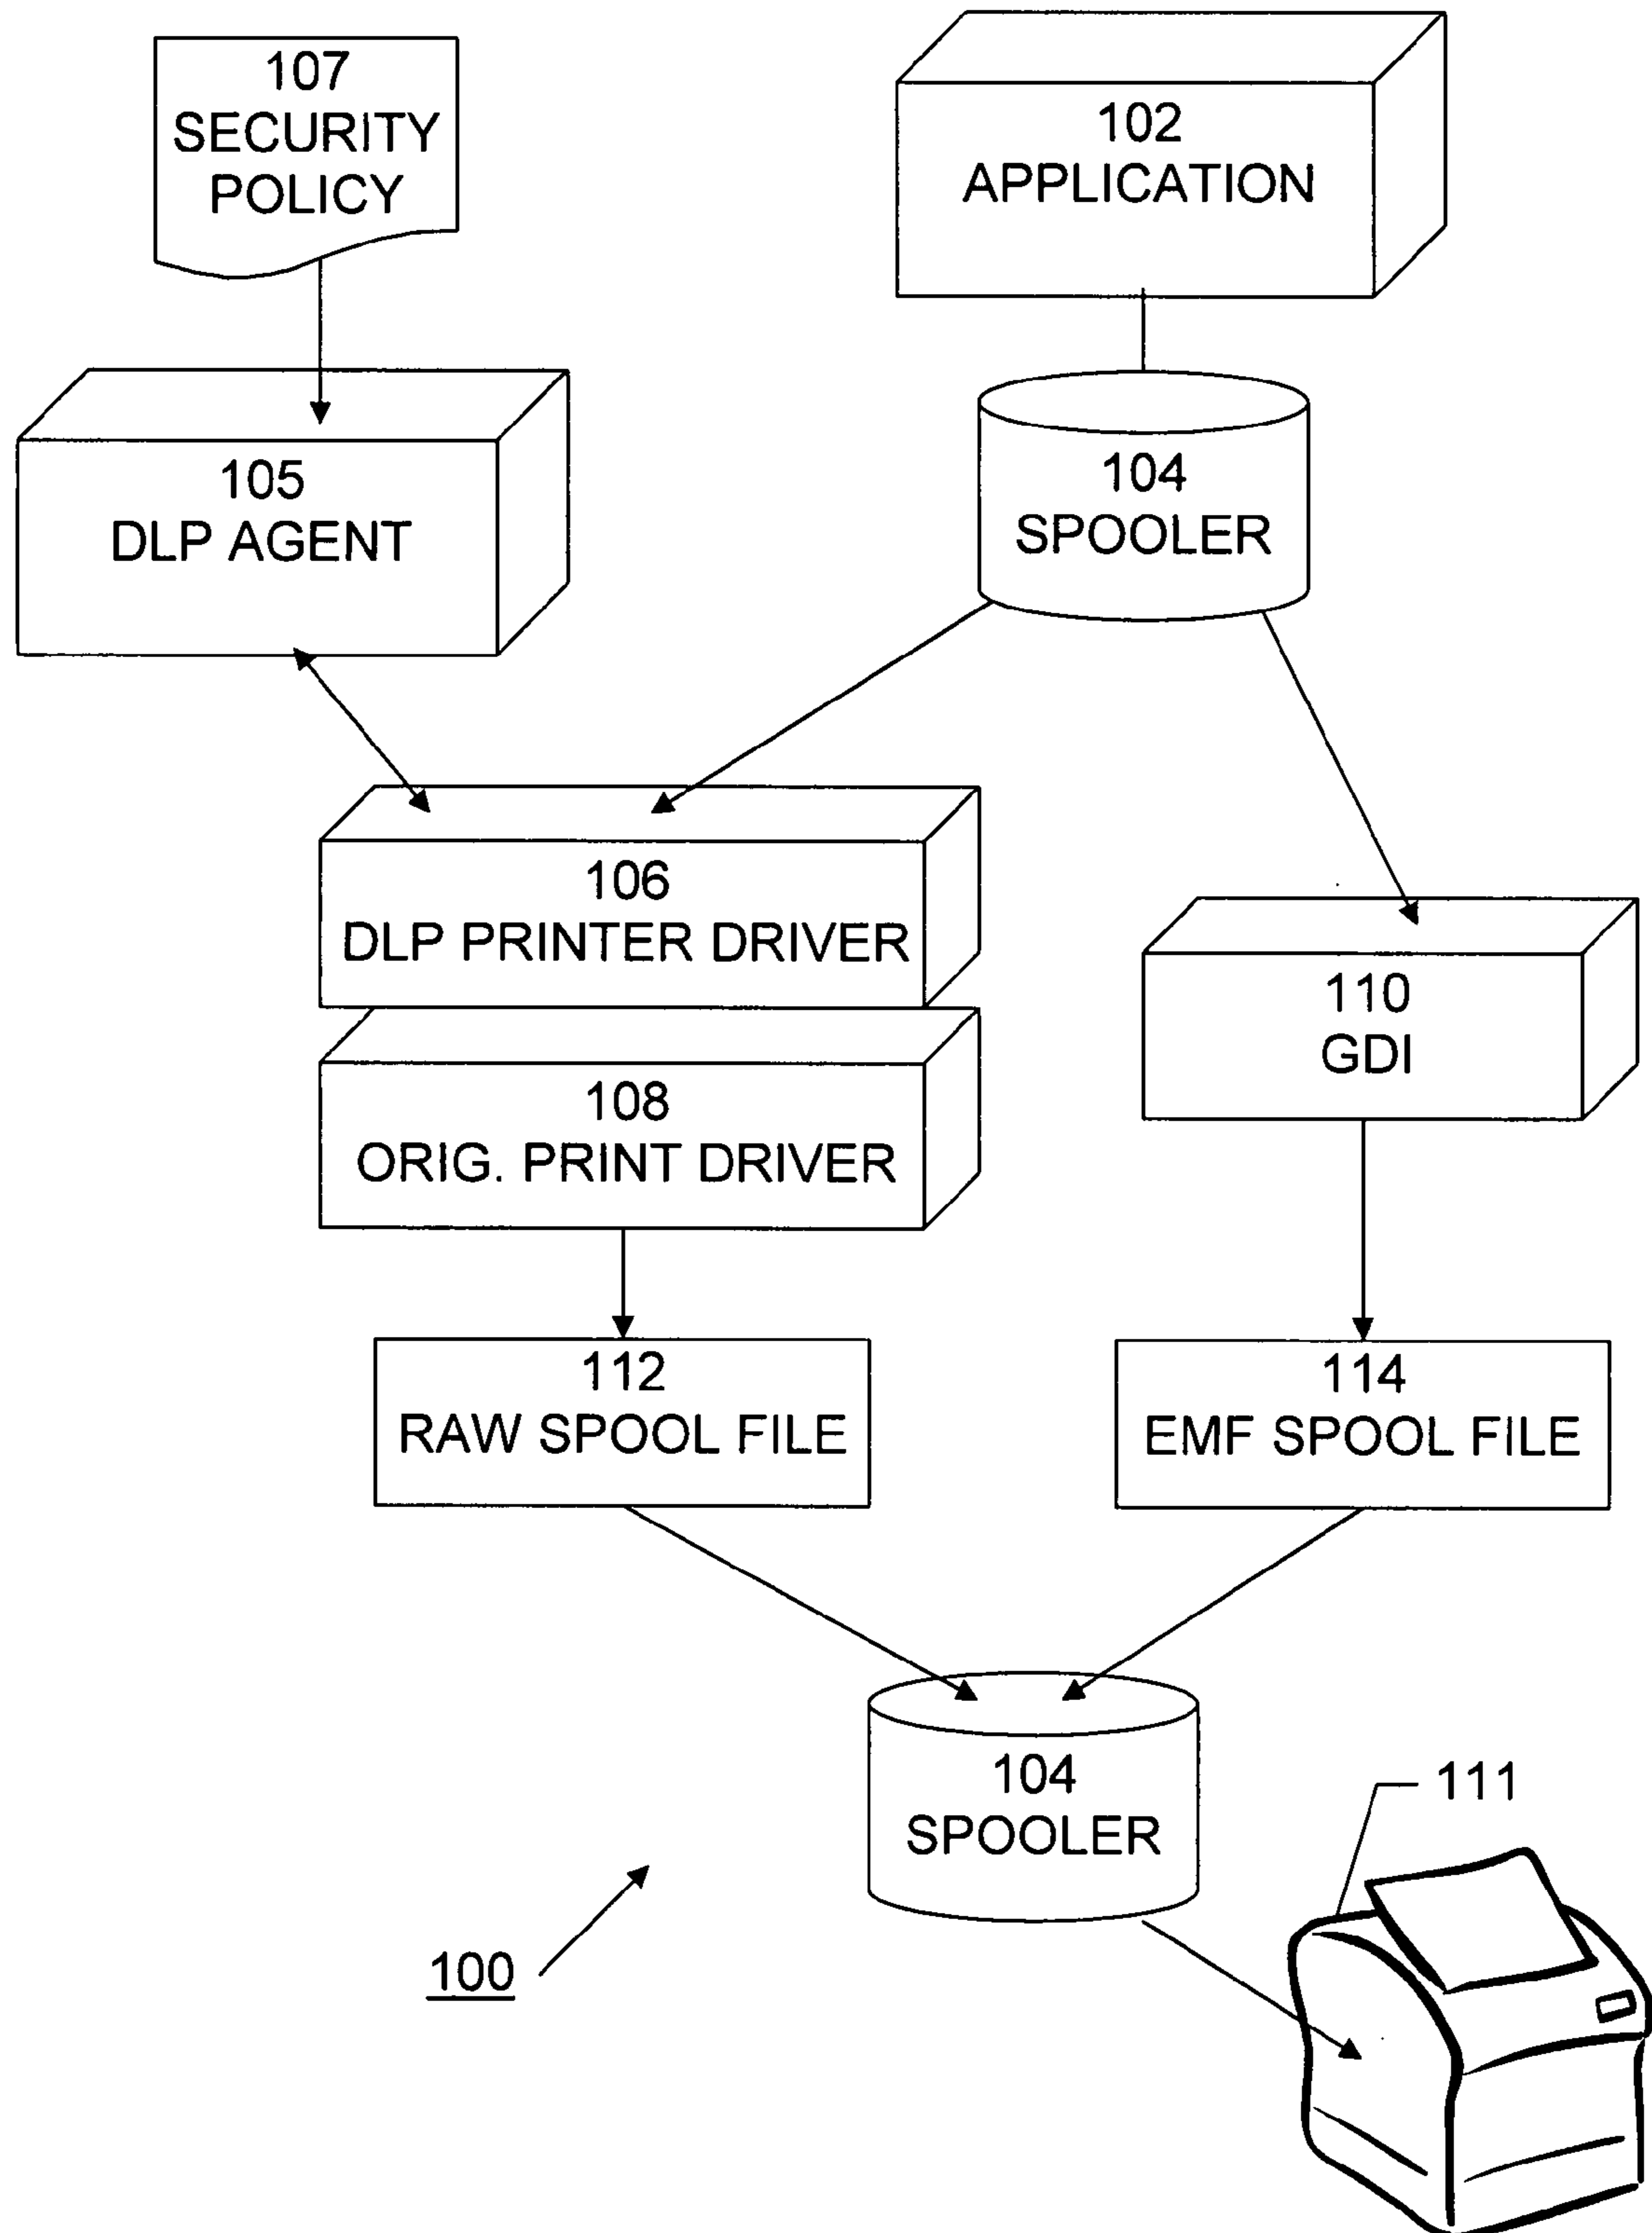 107
SECURITY
POLICY
102
APPLICATION
105
DLP AGENT
104
SPOOLER
106
DLP PRINTER DRIVER
110
GDI
108
ORIG. PRINT DRIVER
112
RAW SPOOL FILE
114
EMF SPOOL FILE
104
SPOOLER
111
100